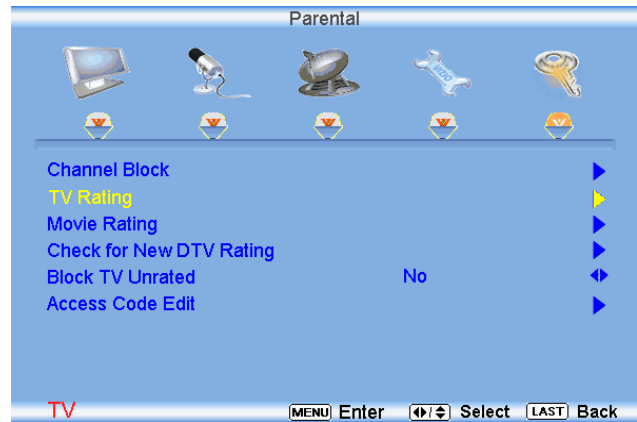 Parental
VIZIO
Channel Block
TV Rating
Movie Rating
Check for New DTV Rating
Block TV Unrated No
Access Code Edit
TV MENU Enter Select LAST Back